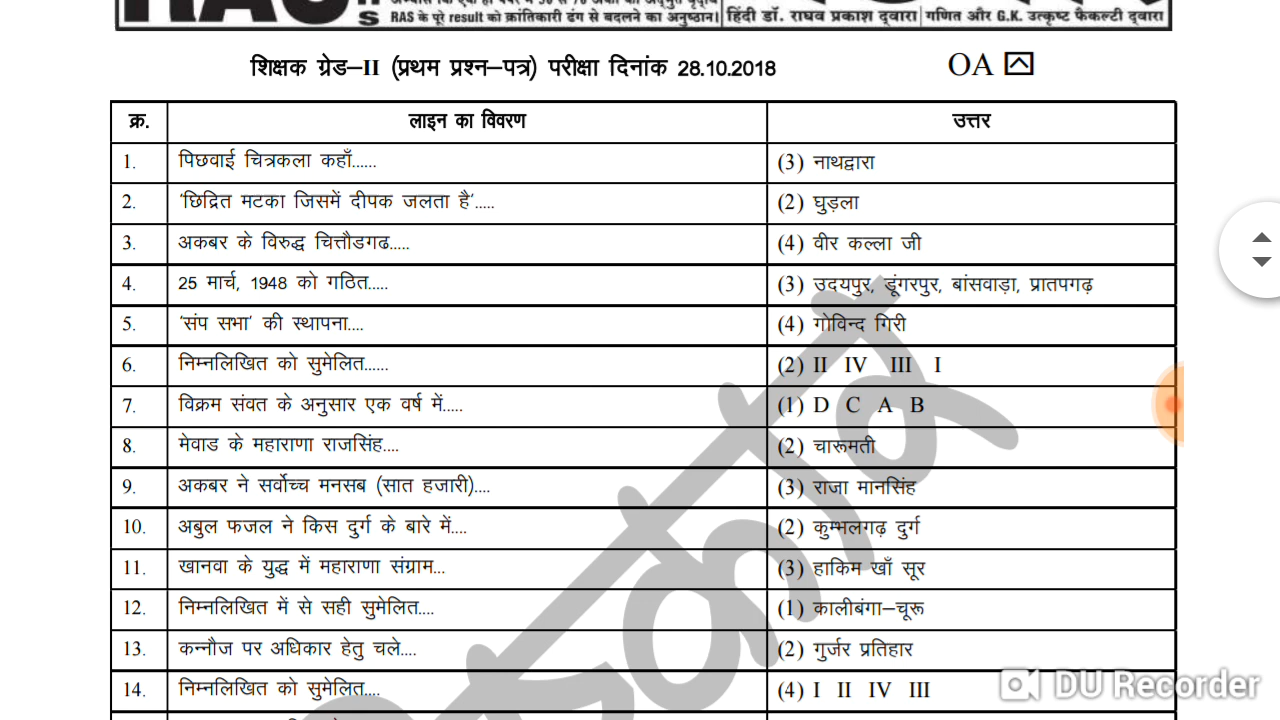 RAS
RAS के पूरे result को क्रांतिकारी ढंग से बदलने का अनुष्ठान। हिंदी डॉ. राघव प्रकाश द्वारा गणित और G.K. उत्कृष्ट फैकल्टी द्वारा
शिक्षक ग्रेड–II (प्रथम प्रश्न–पत्र) परीक्षा दिनांक 28.10.2018 OA
क्र. लाइन का विवरण उत्तर
1. पिछवाई चित्रकला कहाँ...... (3) नाथद्वारा
2. 'छिद्रित मटका जिसमें दीपक जलता है'..... (2) घुड़ला
3. अकबर के विरुद्ध चित्तौडगढ..... (4) वीर कल्ला जी
4. 25 मार्च, 1948 को गठित..... (3) उदयपुर, डूंगरपुर, बांसवाड़ा, प्रातपगढ़
5. 'संप सभा' की स्थापना.... (4) गोविन्द गिरी
6. निम्नलिखित को सुमेलित...... (2) II IV III I
7. विक्रम संवत के अनुसार एक वर्ष में..... (1) D C A B
8. मेवाड के महाराणा राजसिंह.... (2) चारूमती
9. अकबर ने सर्वोच्च मनसब (सात हजारी).... (3) राजा मानसिंह
10. अबुल फजल ने किस दुर्ग के बारे में.... (2) कुम्भलगढ़ दुर्ग
11. खानवा के युद्ध में महाराणा संग्राम... (3) हाकिम खाँ सूर
12. निम्नलिखित में से सही सुमेलित.... (1) कालीबंगा–चूरू
13. कन्नौज पर अधिकार हेतु चले.... (2) गुर्जर प्रतिहार
14. निम्नलिखित को सुमेलित.... (4) I II IV III
DU Recorder